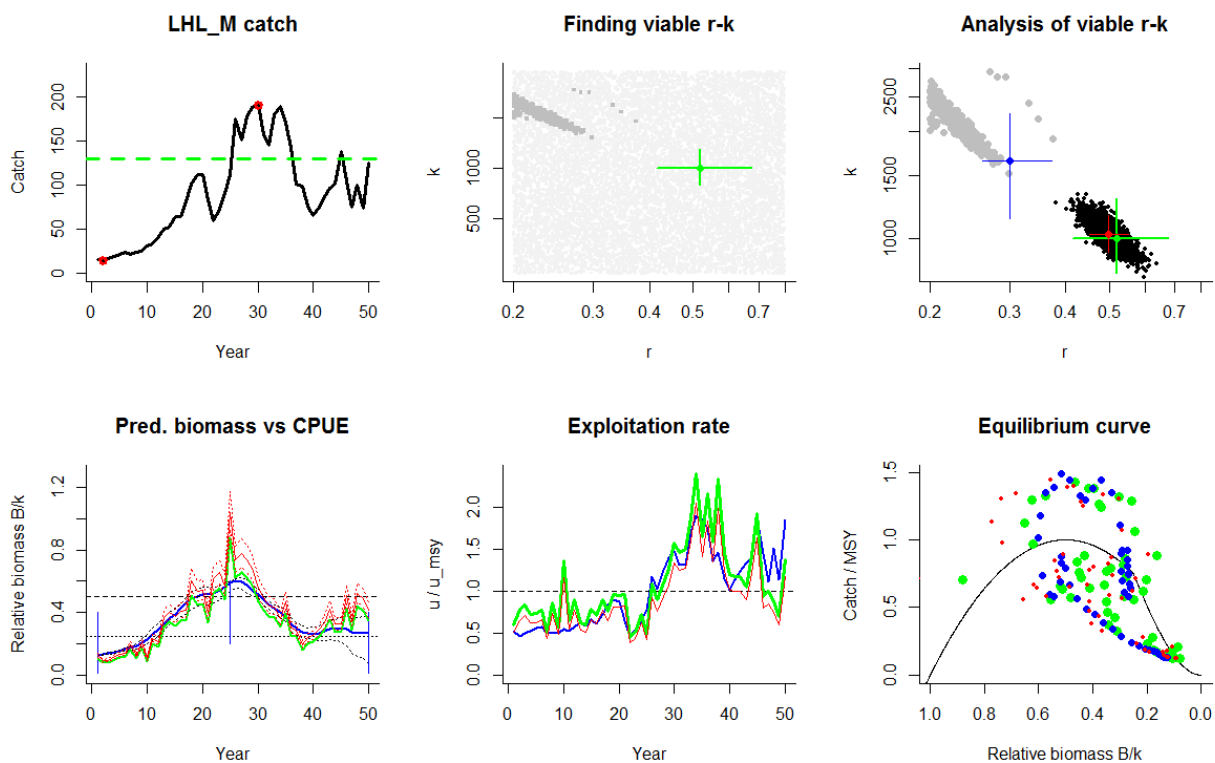 LHL_M catch
Catch
0 50 100 150 200
0 10 20 30 40 50
Year
Finding viable r-k
k
500 1000
0.2 0.3 0.5 0.7
r
Analysis of viable r-k
k
1000 1500 2500
0.2 0.3 0.4 0.5 0.7
r
Pred. biomass vs CPUE
Relative biomass B/k
0.0 0.4 0.8 1.2
0 10 20 30 40 50
Year
Exploitation rate
u / u_msy
0.0 0.5 1.0 1.5 2.0
0 10 20 30 40 50
Year
Equilibrium curve
Catch / MSY
0.0 0.5 1.0 1.5
1.0 0.8 0.6 0.4 0.2 0.0
Relative biomass B/k